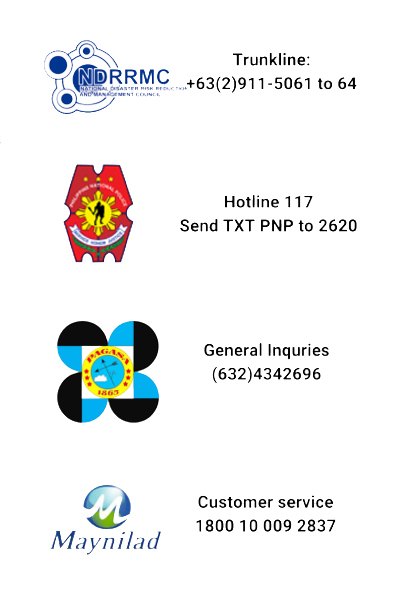 NDRRMC
NATIONAL DISASTER RISK REDUCTION
AND MANAGEMENT COUNCIL
Trunkline:
+63(2)911-5061 to 64
PHILIPPINE NATIONAL POLICE
SERVICE HONOR JUSTICE
Hotline 117
Send TXT PNP to 2620
PAGASA
1865
General Inquries
(632)4342696
Maynilad
Customer service
1800 10 009 2837